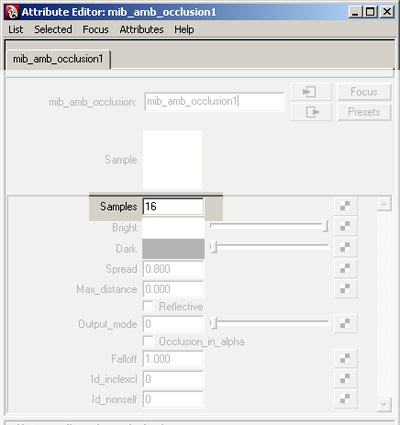 Attribute Editor: mib_amb_occlusion1
List Selected Focus Attributes Help
mib_amb_occlusion1
mib_amb_occlusion: mib_amb_occlusion1 Focus
Presets
Sample
Samples 16
Bright
Dark
Spread 0.800
Max_distance 0.000
Reflective
Output_mode 0
Occlusion_in_alpha
Falloff 1.000
Id_inclexcl 0
Id_nonself 0